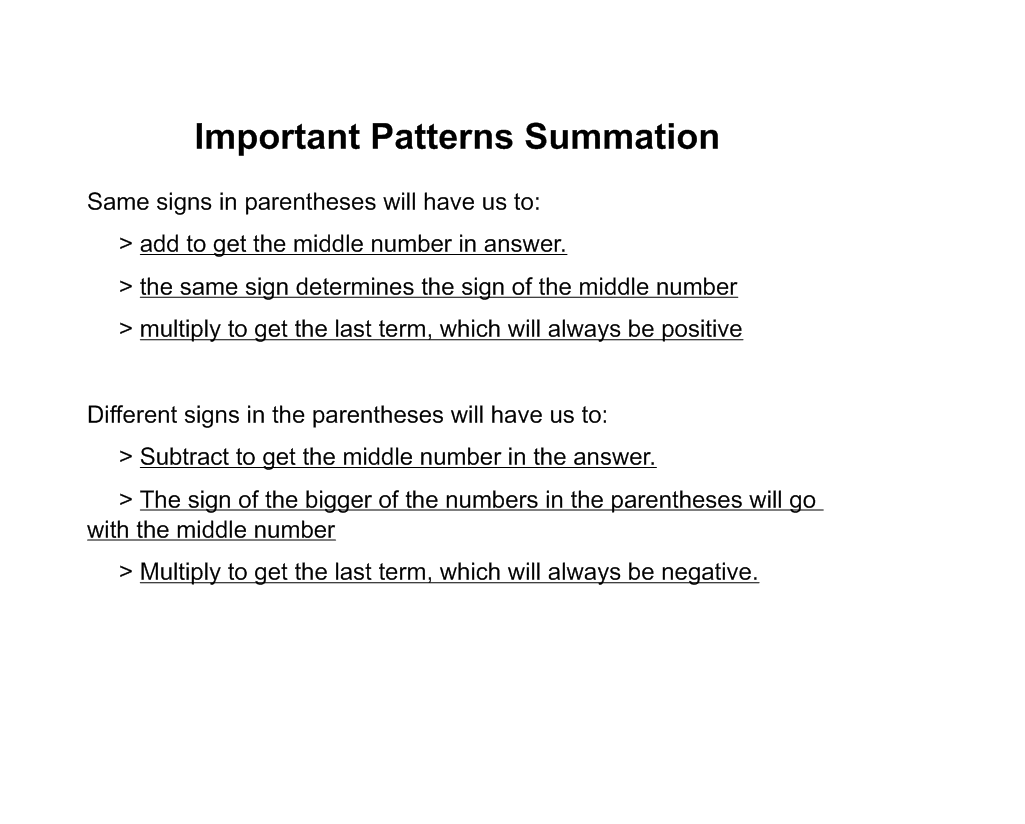 Important Patterns Summation
Same signs in parentheses will have us to:
> add to get the middle number in answer.
> the same sign determines the sign of the middle number
> multiply to get the last term, which will always be positive
Different signs in the parentheses will have us to:
> Subtract to get the middle number in the answer.
> The sign of the bigger of the numbers in the parentheses will go
with the middle number
> Multiply to get the last term, which will always be negative.